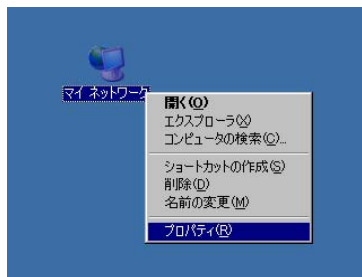 マイ ネットワーク
開く(O)
エクスプローラ(X)
コンピュータの検索(C)...
ショートカットの作成(S)
削除(D)
名前の変更(M)
プロパティ(R)